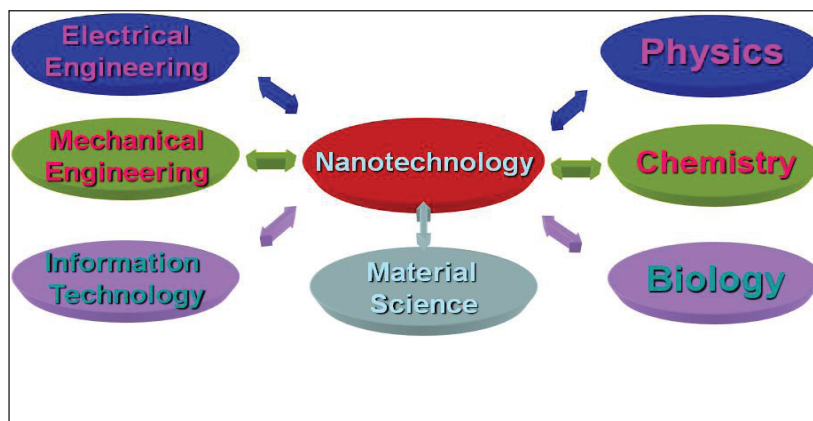 Electrical
Engineering
Physics
Mechanical
Engineering
Nanotechnology
Chemistry
Information
Technology
Material
Science
Biology